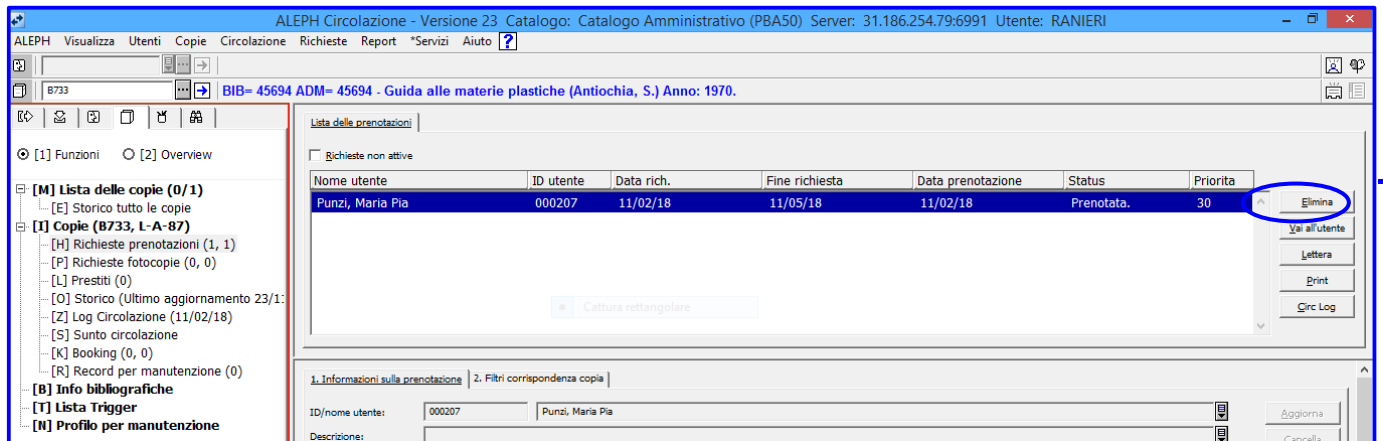 ALEPH Circolazione - Versione 23 Catalogo: Catalogo Amministrativo (PBA50) Server: 31.186.254.79:6991 Utente: RANIERI
ALEPH Visualizza Utenti Copie Circolazione Richieste Report *Servizi Aiuto ?
B733 BIB= 45694 ADM= 45694 - Guida alle materie plastiche (Antiochia, S.) Anno: 1970.
[1] Funzioni [2] Overview
[M] Lista delle copie (0/1)
[E] Storico tutto le copie
[I] Copie (B733, L-A-87)
[H] Richieste prenotazioni (1, 1)
[P] Richieste fotocopie (0, 0)
[L] Prestiti (0)
[O] Storico (Ultimo aggiornamento 23/1
[Z] Log Circolazione (11/02/18)
[S] Sunto circolazione
[K] Booking (0, 0)
[R] Record per manutenzione (0)
[B] Info bibliografiche
[T] Lista Trigger
[N] Profilo per manutenzione
Lista delle prenotazioni
Richieste non attive
Nome utente ID utente Data rich. Fine richiesta Data prenotazione Status Priorita
Punzi, Maria Pia 000207 11/02/18 11/05/18 11/02/18 Prenotata. 30
Elimina
Vai all'utente
Lettera
Print
Circ Log
Cattura rettangolare
1. Informazioni sulla prenotazione 2. Filtri corrispondenza copia
ID/nome utente: 000207 Punzi, Maria Pia
Aggiorna
Descrizione:
Cancella